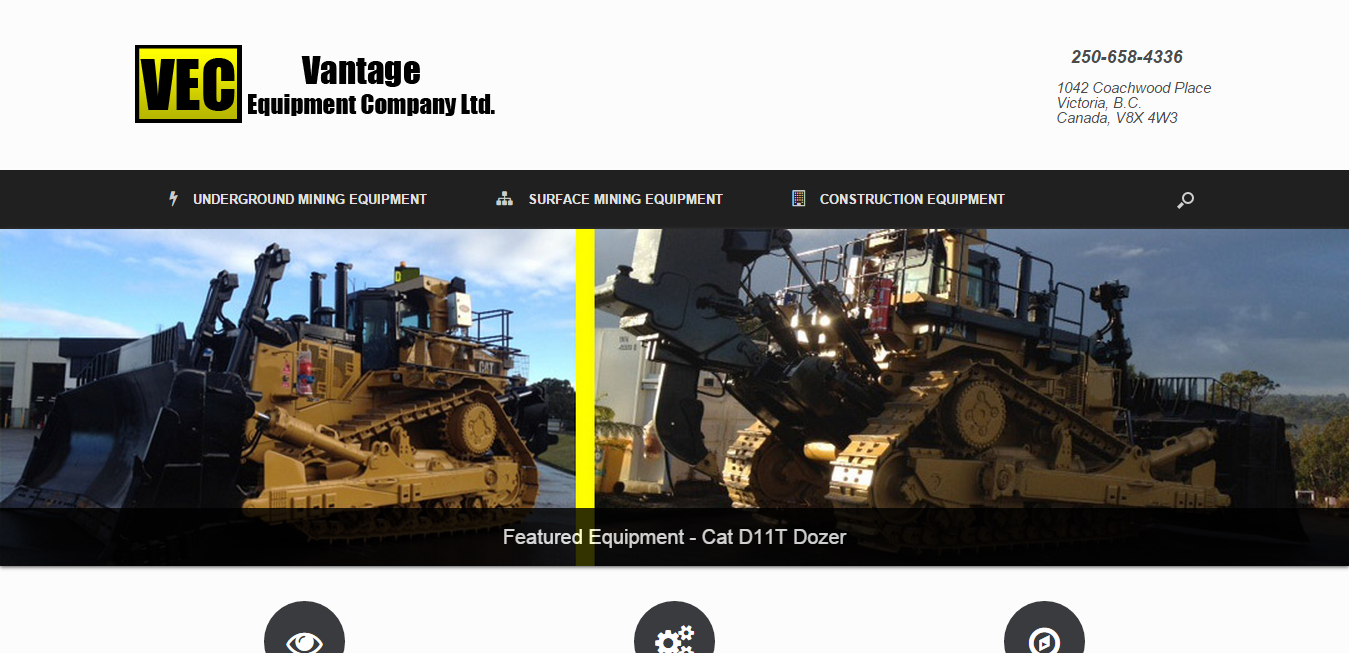 VEC
Vantage
Equipment Company Ltd.
250-658-4336
1042 Coachwood Place
Victoria, B.C.
Canada, V8X 4W3
UNDERGROUND MINING EQUIPMENT
SURFACE MINING EQUIPMENT
CONSTRUCTION EQUIPMENT
CAT
Featured Equipment - Cat D11T Dozer